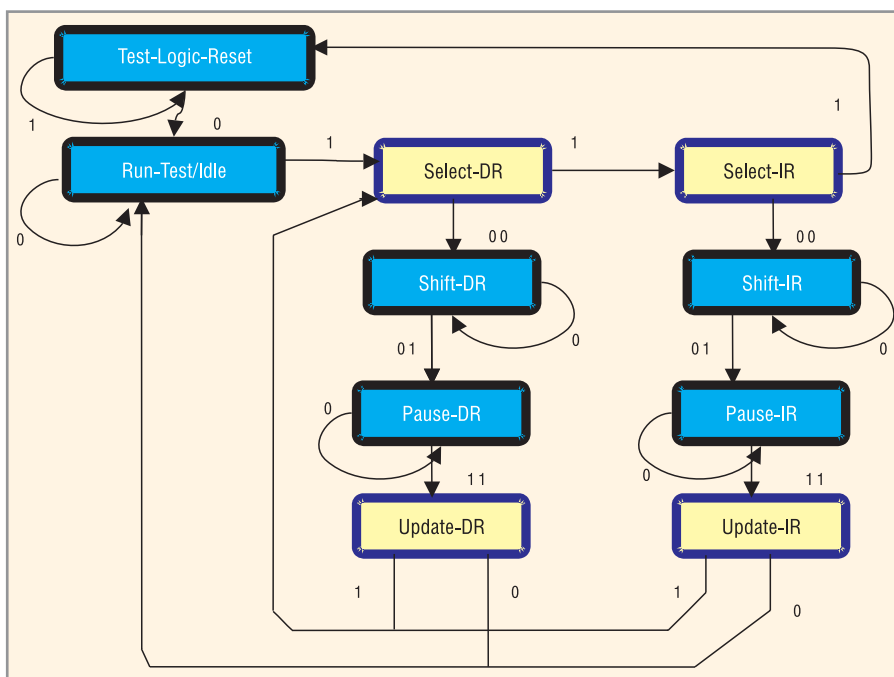 Test-Logic-Reset
1
1
0
Run-Test/Idle
1
Select-DR
1
Select-IR
0
0 0
0 0
Shift-DR
Shift-IR
0
0
0 1
0 1
0
Pause-DR
Pause-IR
0
1 1
1 1
Update-DR
Update-IR
1
0
1
0